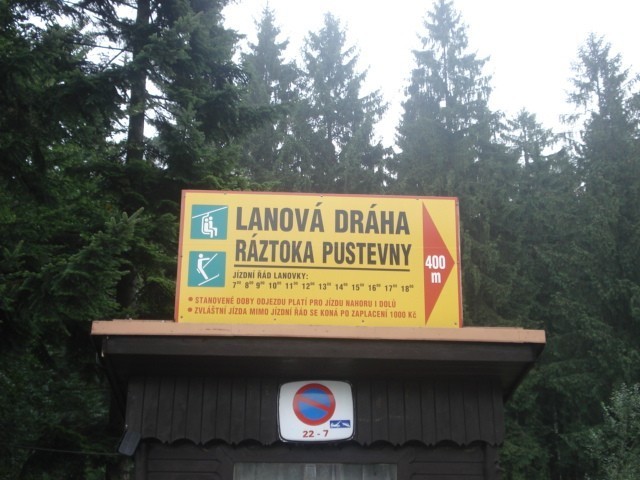 LANOVÁ DRÁHA
RÁZTOKA PUSTEVNY
JÍZDNÍ ŘÁD LANOVKY:
7⁰⁰ 8⁰⁰ 9⁰⁰ 10⁰⁰ 11⁰⁰ 12⁰⁰ 13⁰⁰ 14⁰⁰ 15⁰⁰ 16⁰⁰ 17⁰⁰ 18⁰⁰
• STANOVENÉ DOBY ODJEZDU PLATÍ PRO JÍZDU NAHORU I DOLŮ
• ZVLÁŠTNÍ JÍZDA MIMO JÍZDNÍ ŘÁD SE KONÁ PO ZAPLACENÍ 1000 Kč
400
m
22-7